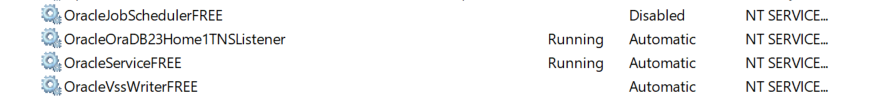 OracleJobSchedulerFREE Disabled NT SERVICE...
OracleOraDB23Home1TNSListener Running Automatic NT SERVICE...
OracleServiceFREE Running Automatic NT SERVICE...
OracleVssWriterFREE Automatic NT SERVICE...